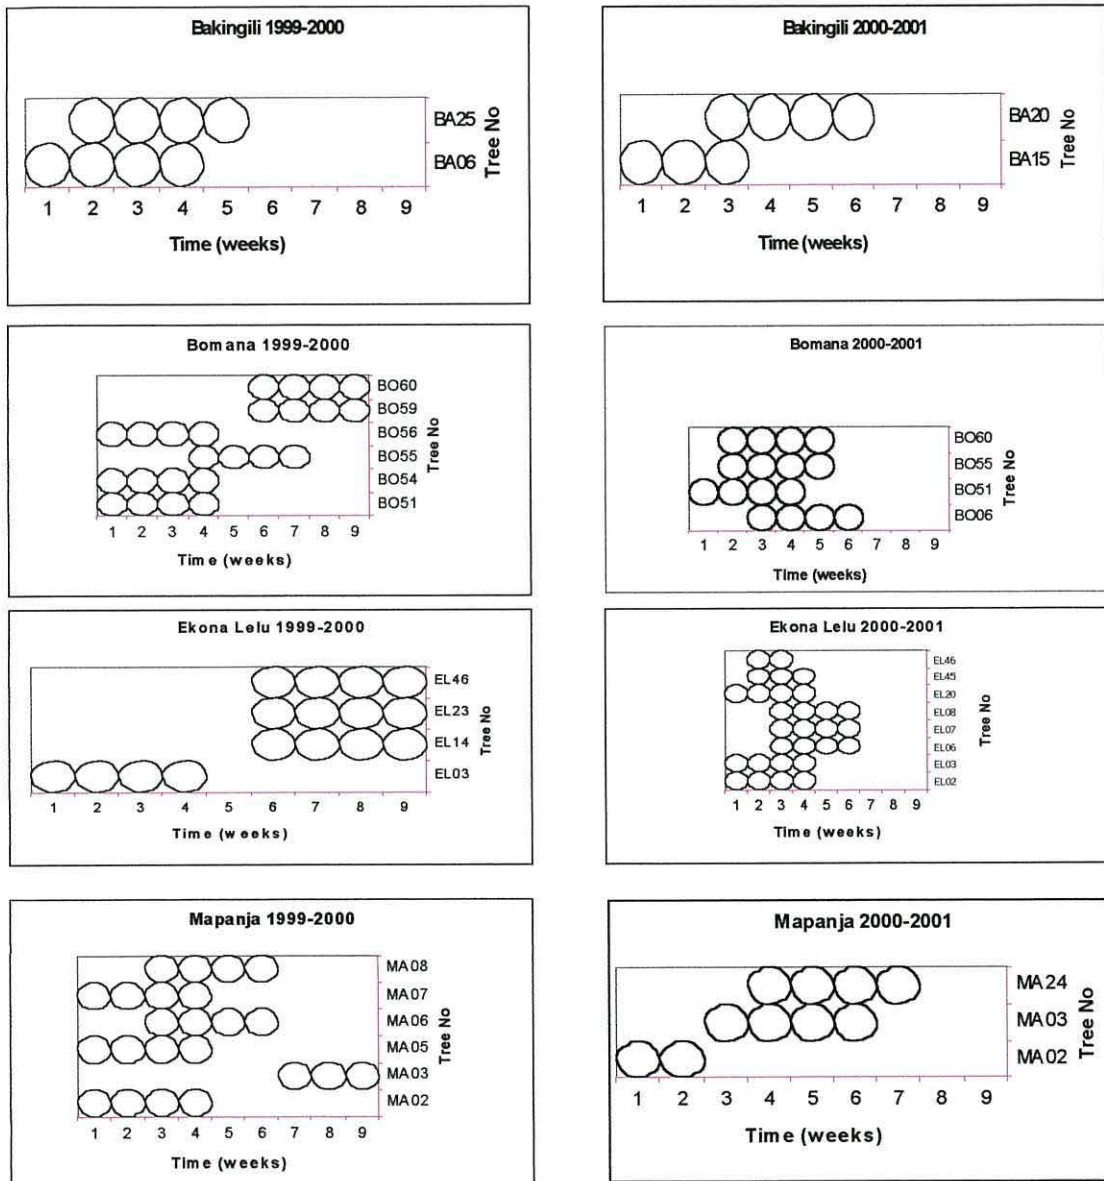 Bakingili 1999-2000
BA25
BA06
Tree No
1 2 3 4 5 6 7 8 9
Time (weeks)
Bakingili 2000-2001
BA20
BA15
Tree No
1 2 3 4 5 6 7 8 9
Time (weeks)
Bomana 1999-2000
BO60
BO59
BO56
BO55
BO54
BO51
Tree No
1 2 3 4 5 6 7 8 9
Time (weeks)
Bomana 2000-2001
BO60
BO55
BO51
BO06
Tree No
1 2 3 4 5 6 7 8 9
Time (weeks)
Ekona Lelu 1999-2000
EL46
EL23
EL14
EL03
Tree No
1 2 3 4 5 6 7 8 9
Time (weeks)
Ekona Lelu 2000-2001
EL46
EL45
EL20
EL08
EL07
EL06
EL03
EL02
Tree No
1 2 3 4 5 6 7 8 9
Time (weeks)
Mapanja 1999-2000
MA08
MA07
MA06
MA05
MA03
MA02
Tree No
1 2 3 4 5 6 7 8 9
Time (weeks)
Mapanja 2000-2001
MA24
MA03
MA02
Tree No
1 2 3 4 5 6 7 8 9
Time (weeks)